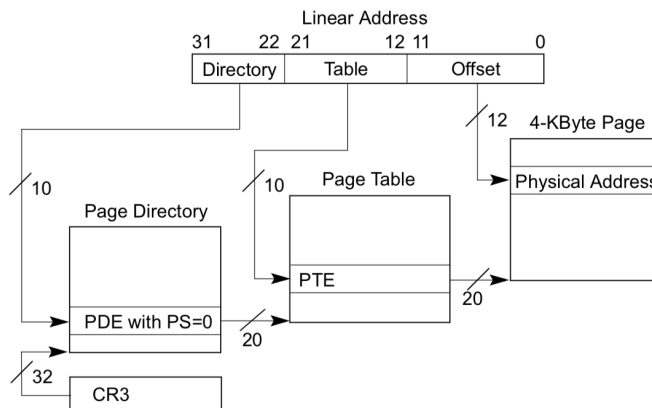 Linear Address
31 22 21 12 11 0
Directory Table Offset
12 4-KByte Page
10 10 Physical Address
Page Table
Page Directory
PTE
20
PDE with PS=0
20
32
CR3